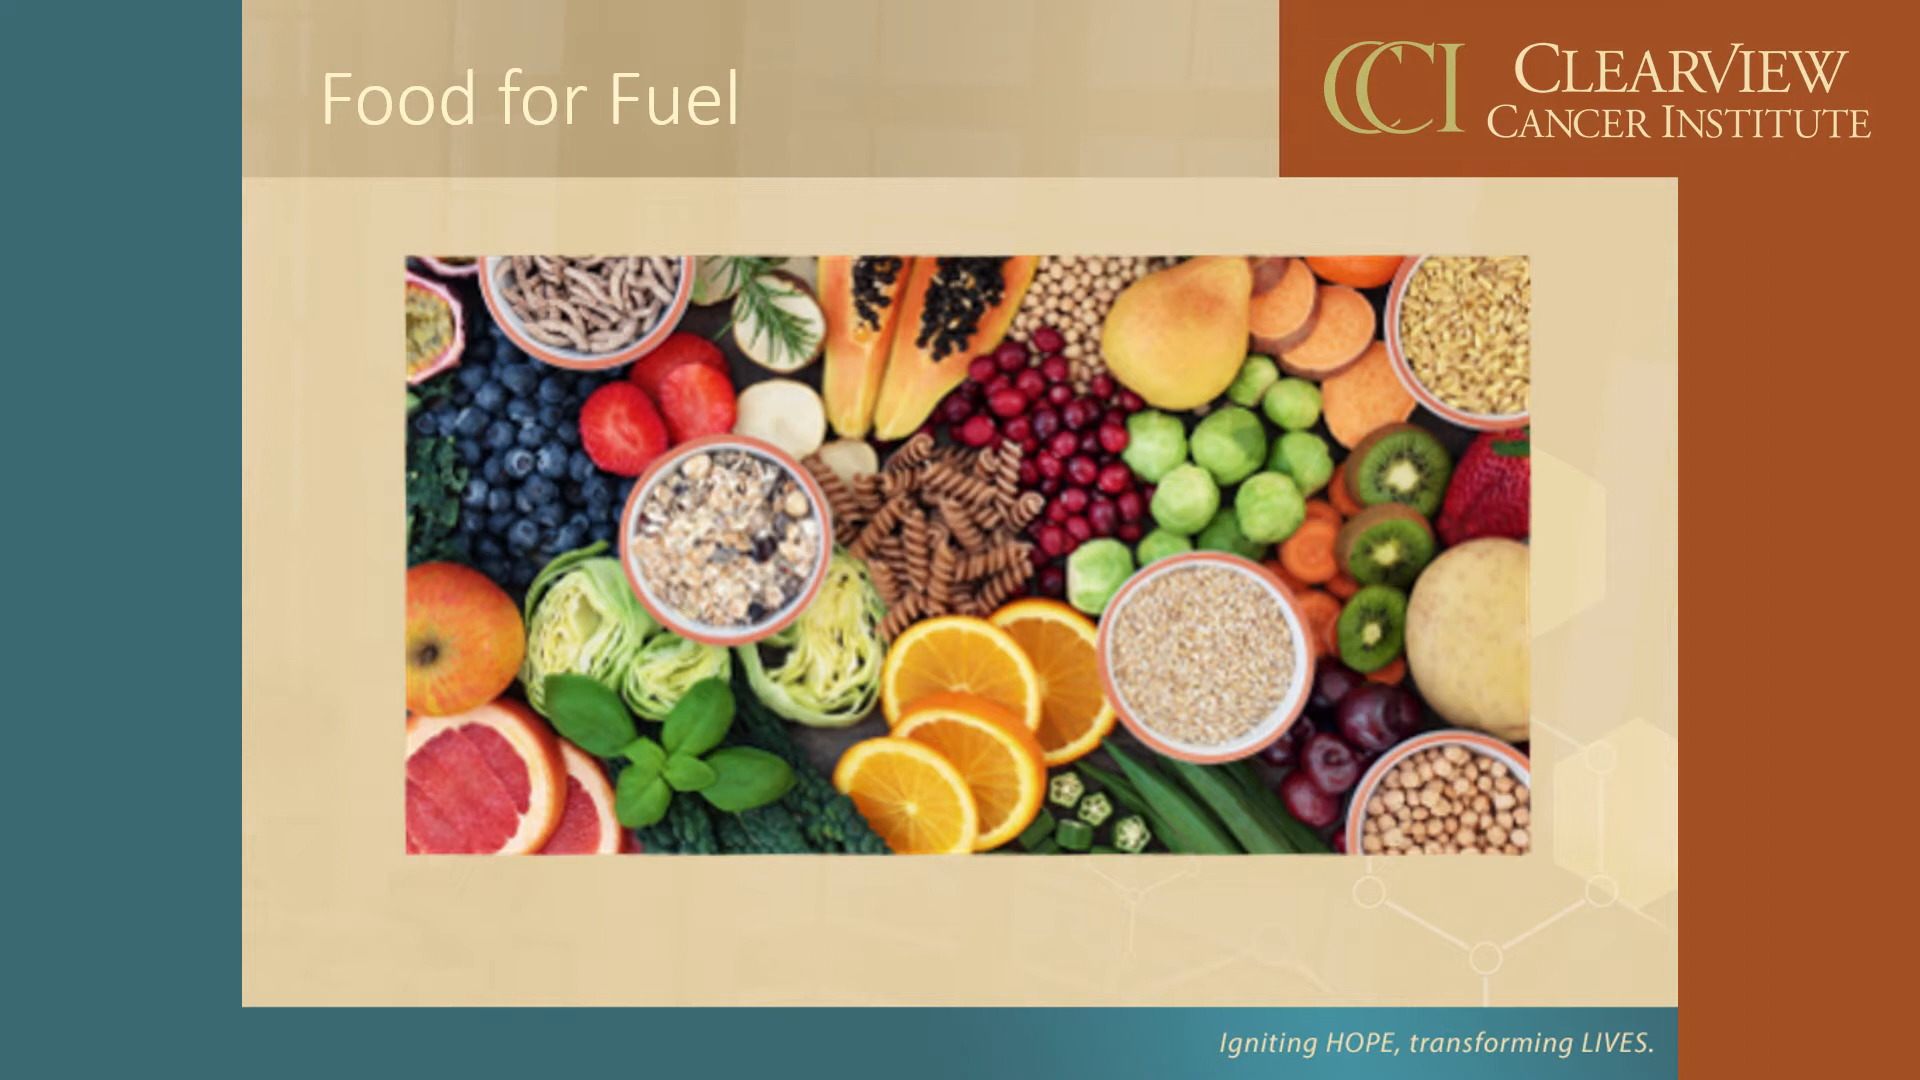 Food for Fuel
CCI CLEARVIEW
CANCER INSTITUTE
Igniting HOPE, transforming LIVES.